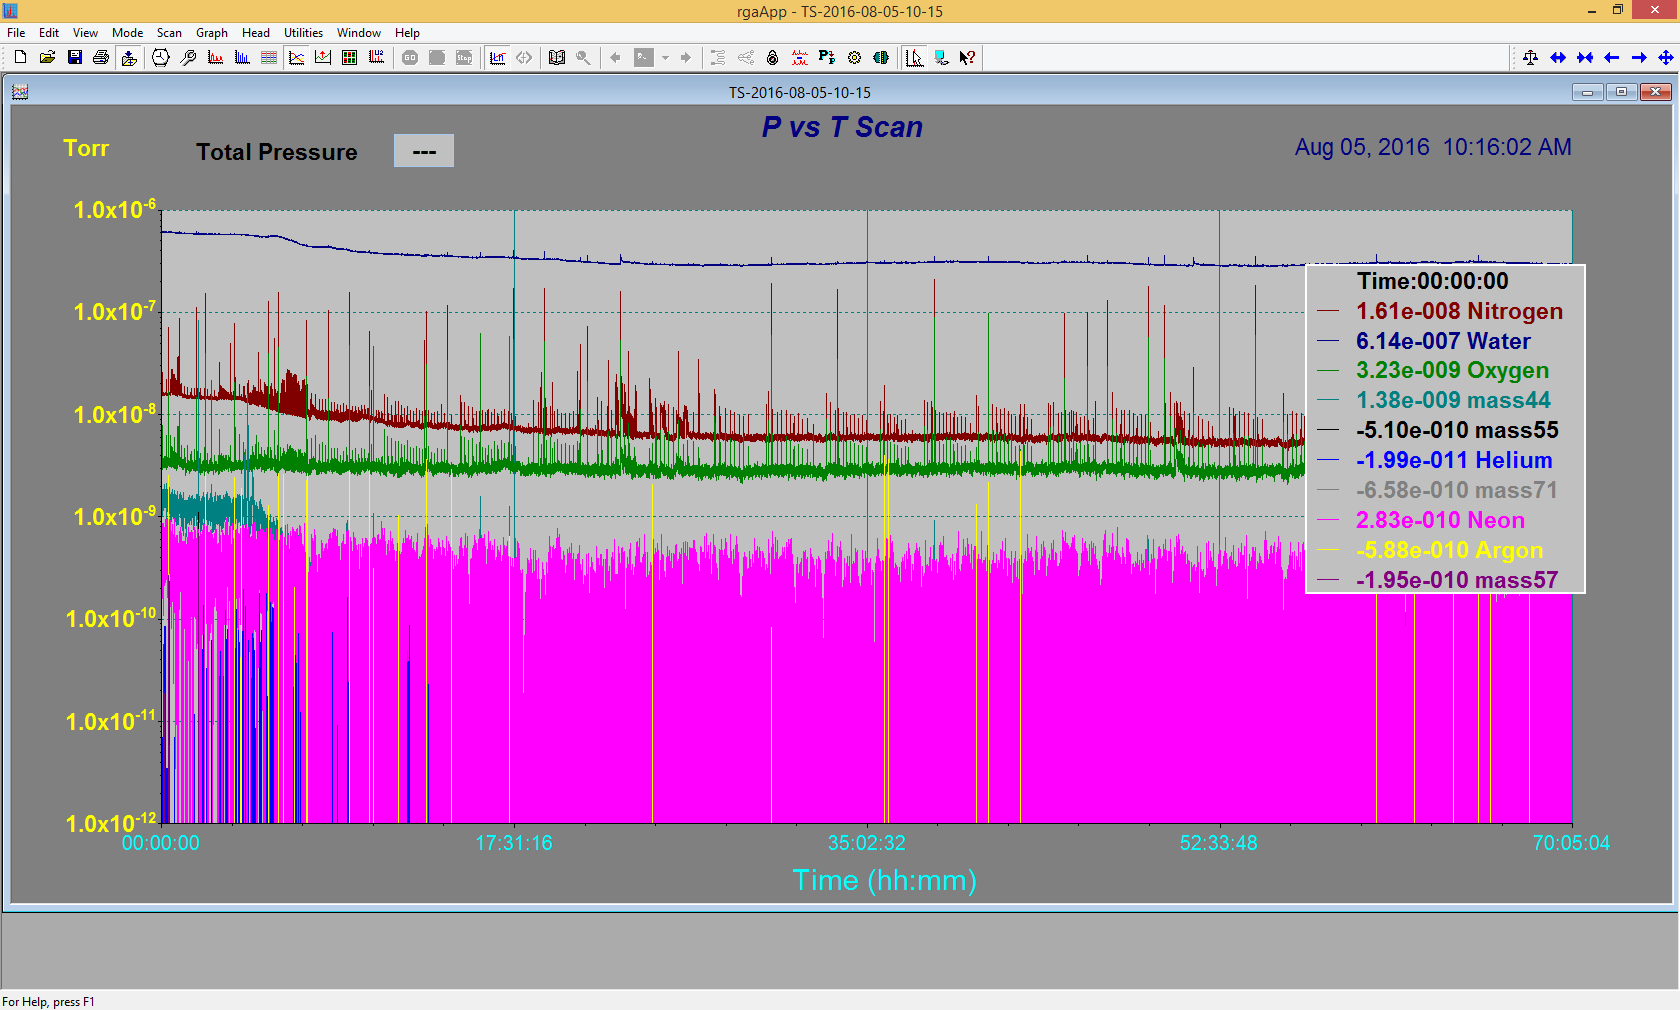 rgaApp - TS-2016-08-05-10-15
File Edit View Mode Scan Graph Head Utilities Window Help
TS-2016-08-05-10-15
P vs T Scan
Torr
Total Pressure
---
Aug 05, 2016 10:16:02 AM
1.0x10-6
1.0x10-7
1.0x10-8
1.0x10-9
1.0x10-10
1.0x10-11
1.0x10-12
Time:00:00:00
1.61e-008 Nitrogen
6.14e-007 Water
3.23e-009 Oxygen
1.38e-009 mass44
-5.10e-010 mass55
-1.99e-011 Helium
-6.58e-010 mass71
2.83e-010 Neon
-5.88e-010 Argon
-1.95e-010 mass57
00:00:00 17:31:16 35:02:32 52:33:48 70:05:04
Time (hh:mm)
For Help, press F1